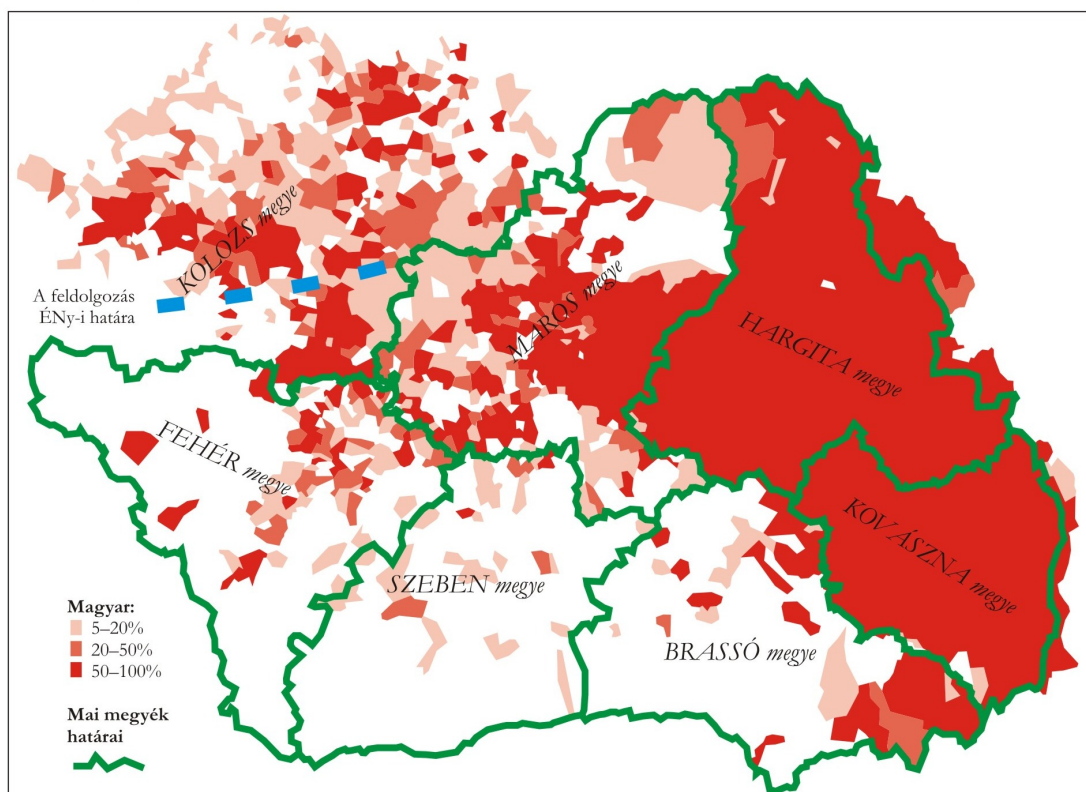 KOLOZS megye
A feldolgozás
ÉNy-i határa
MAROS megye
HARGITA megye
FEHÉR megye
KOVÁSZNA megye
SZEBEN megye
BRASSÓ megye
Magyar:
5–20%
20–50%
50–100%
Mai megyék
határai